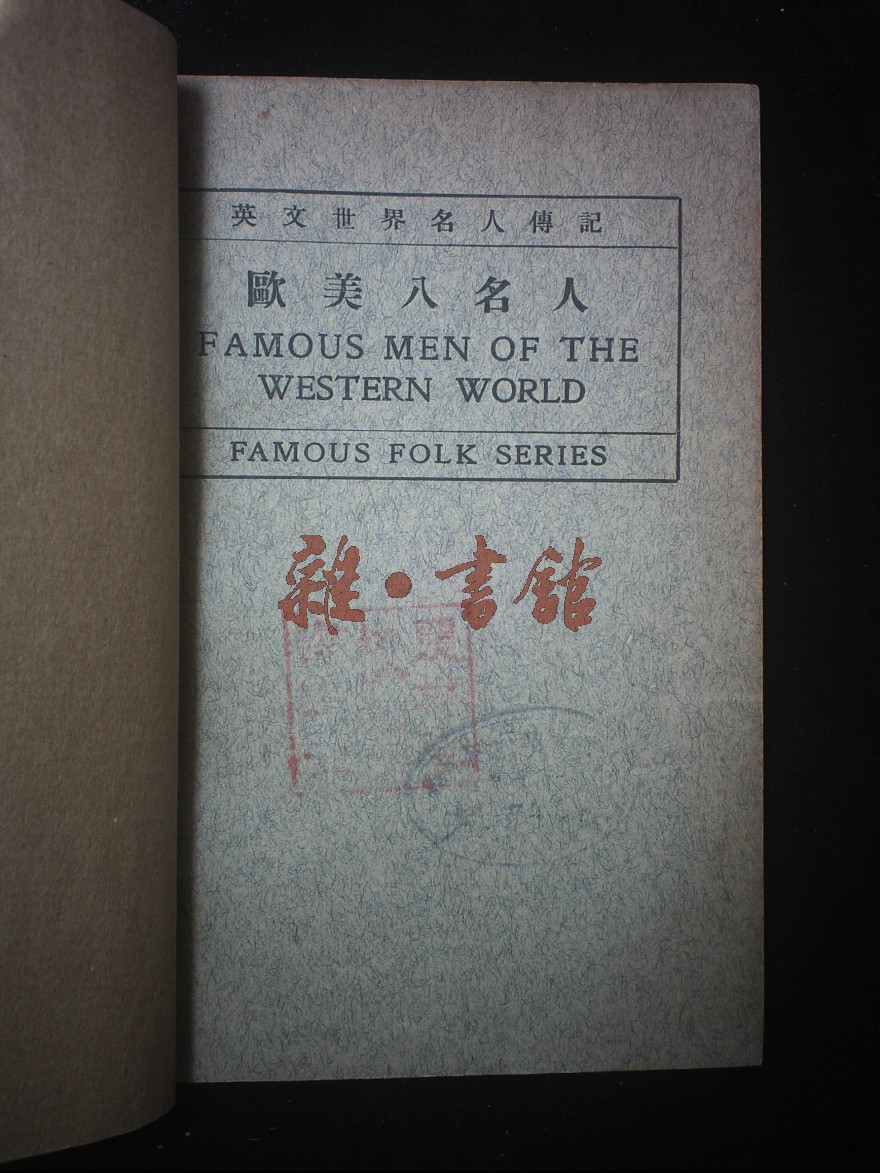 英文世界名人傳記
歐美八名人
FAMOUS MEN OF THE
WESTERN WORLD
FAMOUS FOLK SERIES
雜·書館